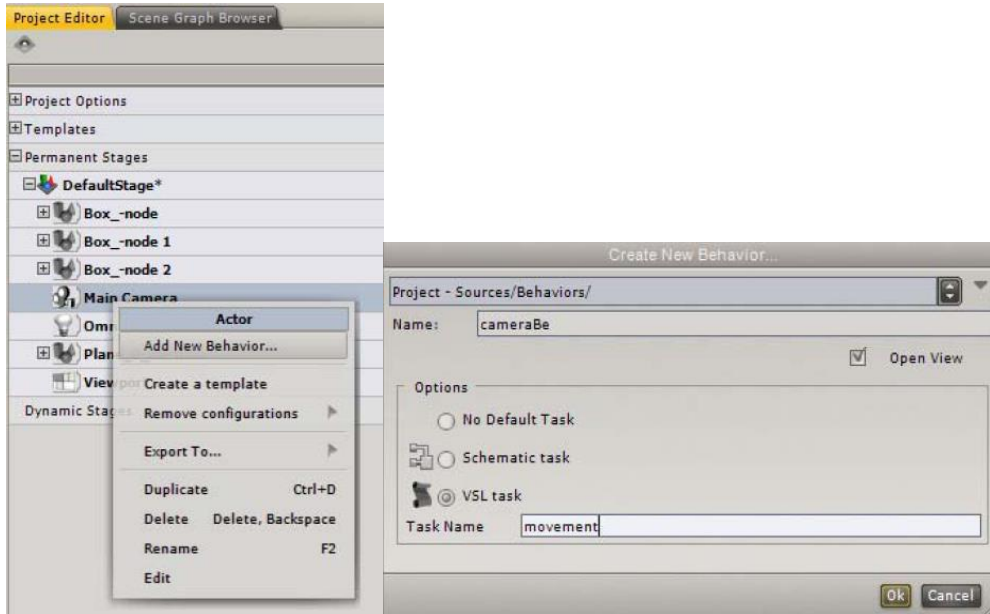 Project Editor
Scene Graph Browser
Project Options
Templates
Permanent Stages
DefaultStage*
Box_-node
Box_-node 1
Box_-node 2
Main Camera
Actor
Add New Behavior...
Create a template
Dynamic
Remove configurations
Export To...
Duplicate Ctrl+D
Delete Delete, Backspace
Rename F2
Edit
Create New Behavior...
Project - Sources/Behaviors/
Name: cameraBe
Open View
Options
No Default Task
Schematic task
VSL task
Task Name movement
Ok Cancel